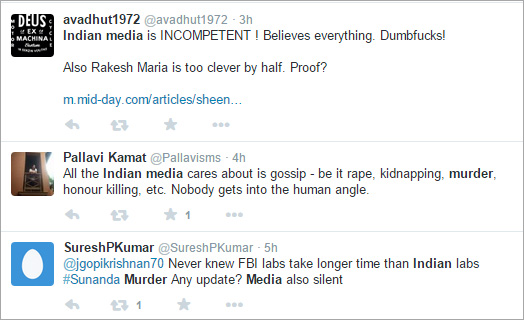 DEUS
EX
MACHINA
Custom
MOTOR
CYCLE
avadhut1972 @avadhut1972 · 3h
Indian media is INCOMPETENT ! Believes everything. Dumbfucks!
Also Rakesh Maria is too clever by half. Proof?
m.mid-day.com/articles/sheen…
Pallavi Kamat @Pallavisms · 4h
All the Indian media cares about is gossip - be it rape, kidnapping, murder,
honour killing, etc. Nobody gets into the human angle.
1
SureshPKumar @SureshPKumar · 5h
@jgopikrishnan70 Never knew FBI labs take longer time than Indian labs
#Sunanda Murder Any update? Media also silent
1